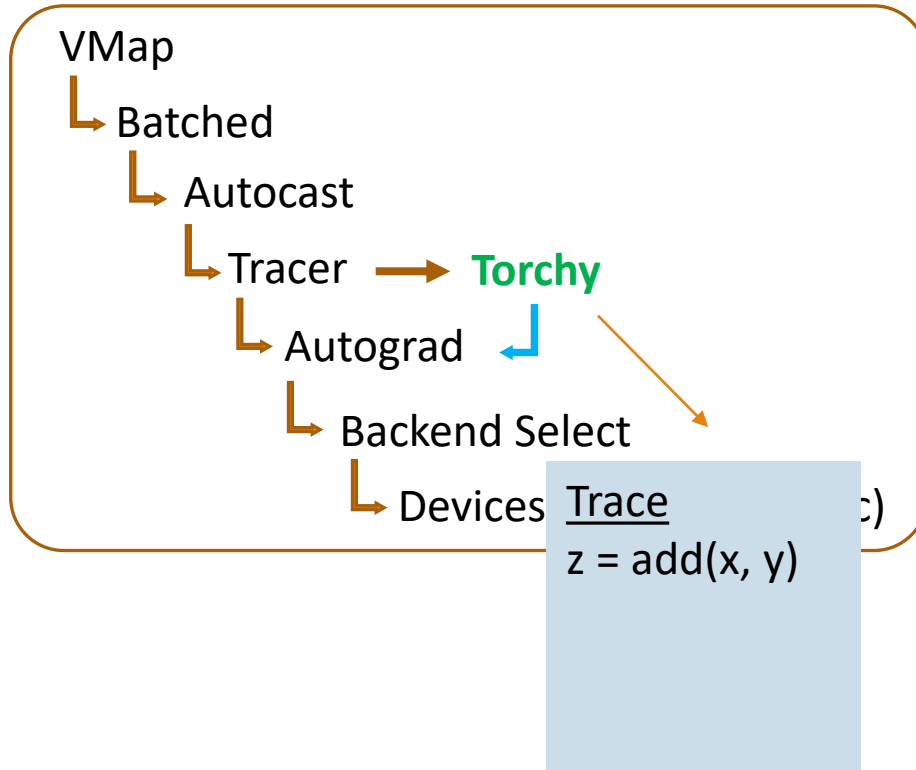 VMap
Batched
Autocast
Tracer Torchy
Autograd
Backend Select
Devices c)
Trace
z = add(x, y)